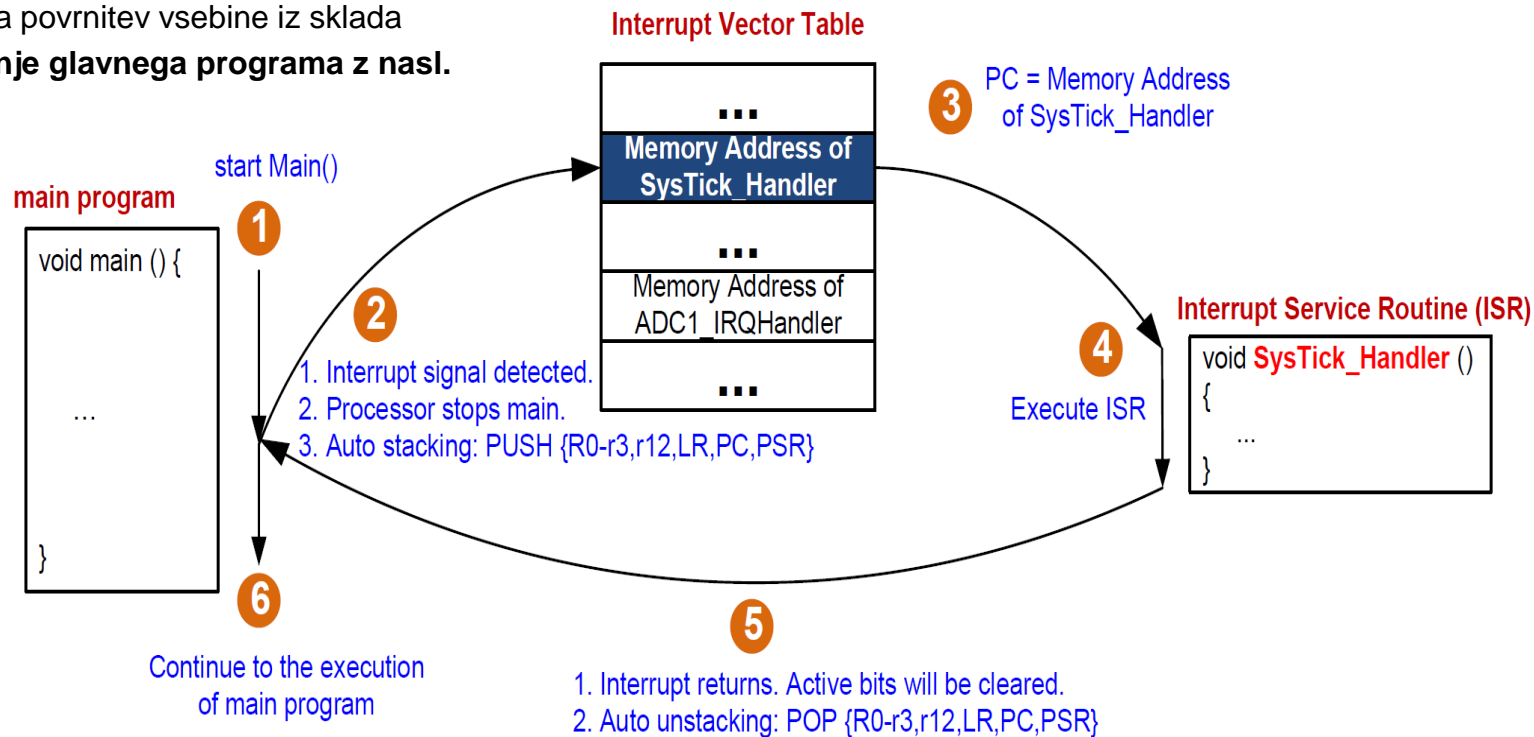 a povrnitev vsebine iz sklada
nje glavnega programa z nasl.
Interrupt Vector Table
...
Memory Address of
SysTick_Handler
...
Memory Address of
ADC1_IRQHandler
...
3
PC = Memory Address
of SysTick_Handler
start Main()
main program
1
void main () {
...
}
2
1. Interrupt signal detected.
2. Processor stops main.
3. Auto stacking: PUSH {R0-r3,r12,LR,PC,PSR}
4
Execute ISR
Interrupt Service Routine (ISR)
void SysTick_Handler ()
{
...
}
6
Continue to the execution
of main program
5
1. Interrupt returns. Active bits will be cleared.
2. Auto unstacking: POP {R0-r3,r12,LR,PC,PSR}